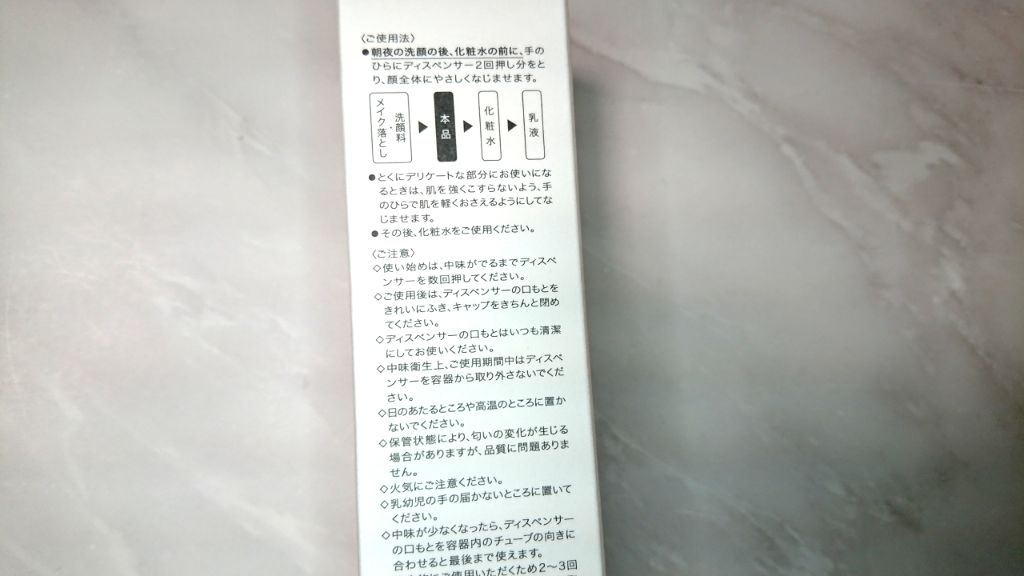 〈ご使用法〉
●朝夜の洗顔の後、化粧水の前に、手の
ひらにディスペンサー2回押し分をと
り、顔全体にやさしくなじませます。
メイク落とし・洗顔料 ▶ 本品 ▶ 化粧水 ▶ 乳液
●とくにデリケートな部分にお使いにな
るときは、肌を強くこすらないよう、手
のひらで肌を軽くおさえるようにしてな
じませます。
●その後、化粧水をご使用ください。
〈ご注意〉
◇使い始めは、中味がでるまでディスペ
ンサーを数回押してください。
◇ご使用後は、ディスペンサーの口もとを
きれいにふき、キャップをきちんと閉め
てください。
◇ディスペンサーの口もとはいつも清潔
にしてお使いください。
◇中味衛生上、ご使用期間中はディスペ
ンサーを容器から取り外さないでくだ
さい。
◇日のあたるところや高温のところに置か
ないでください。
◇保管状態により、匂いの変化が生じる
場合がありますが、品質に問題ありま
せん。
◇火気にご注意ください。
◇乳幼児の手の届かないところに置いて
ください。
◇中味が少なくなったら、ディスペンサー
の口もとを容器内のチューブの向きに
合わせると最後まで使えます。
にご使用いただくため2〜3回